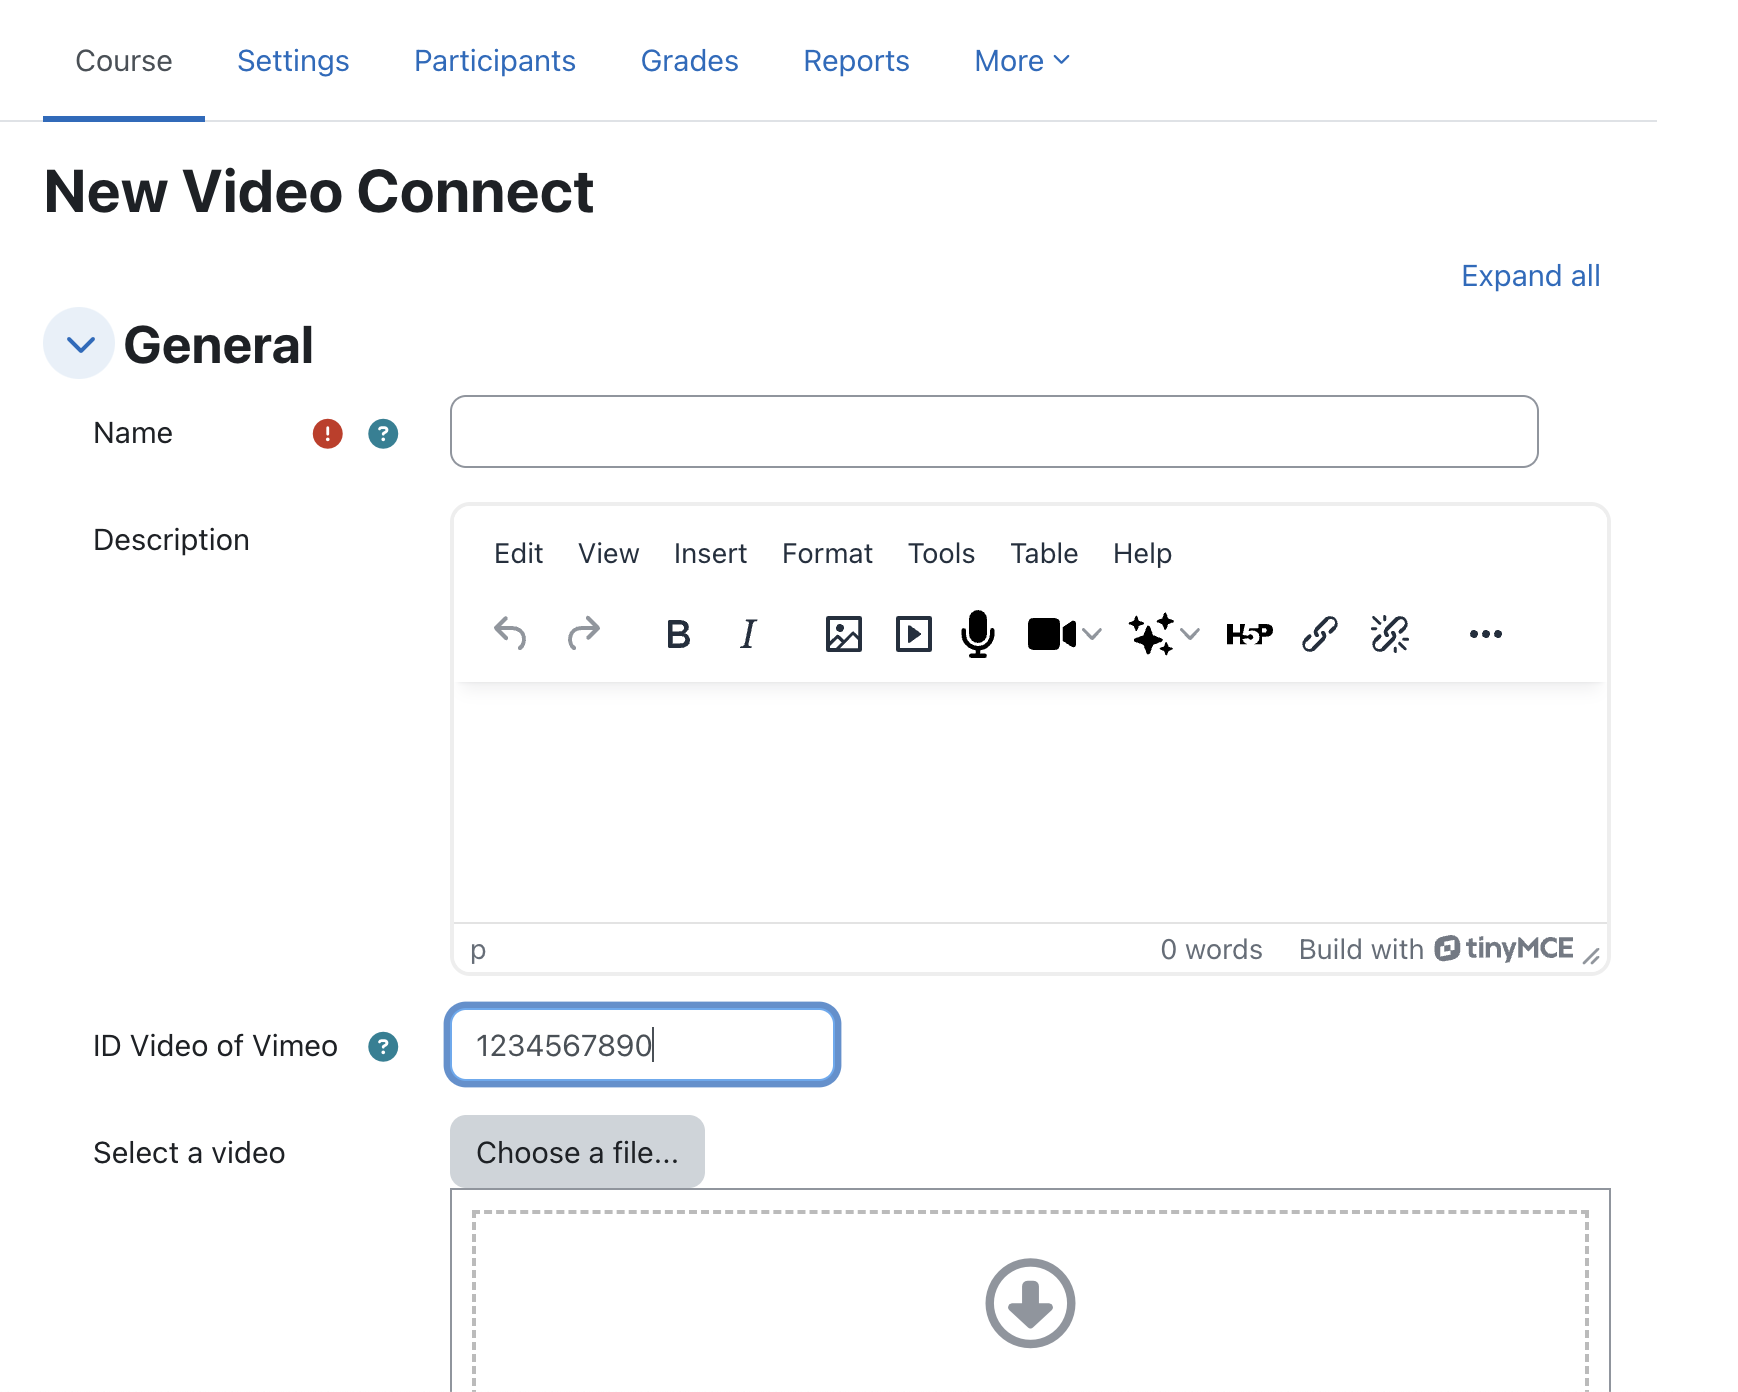 Course Settings Participants Grades Reports More
New Video Connect
Expand all
General
Name ! ?
Description
Edit View Insert Format Tools Table Help
B I H5P
p 0 words Build with tinyMCE
ID Video of Vimeo ? 1234567890
Select a video Choose a file...